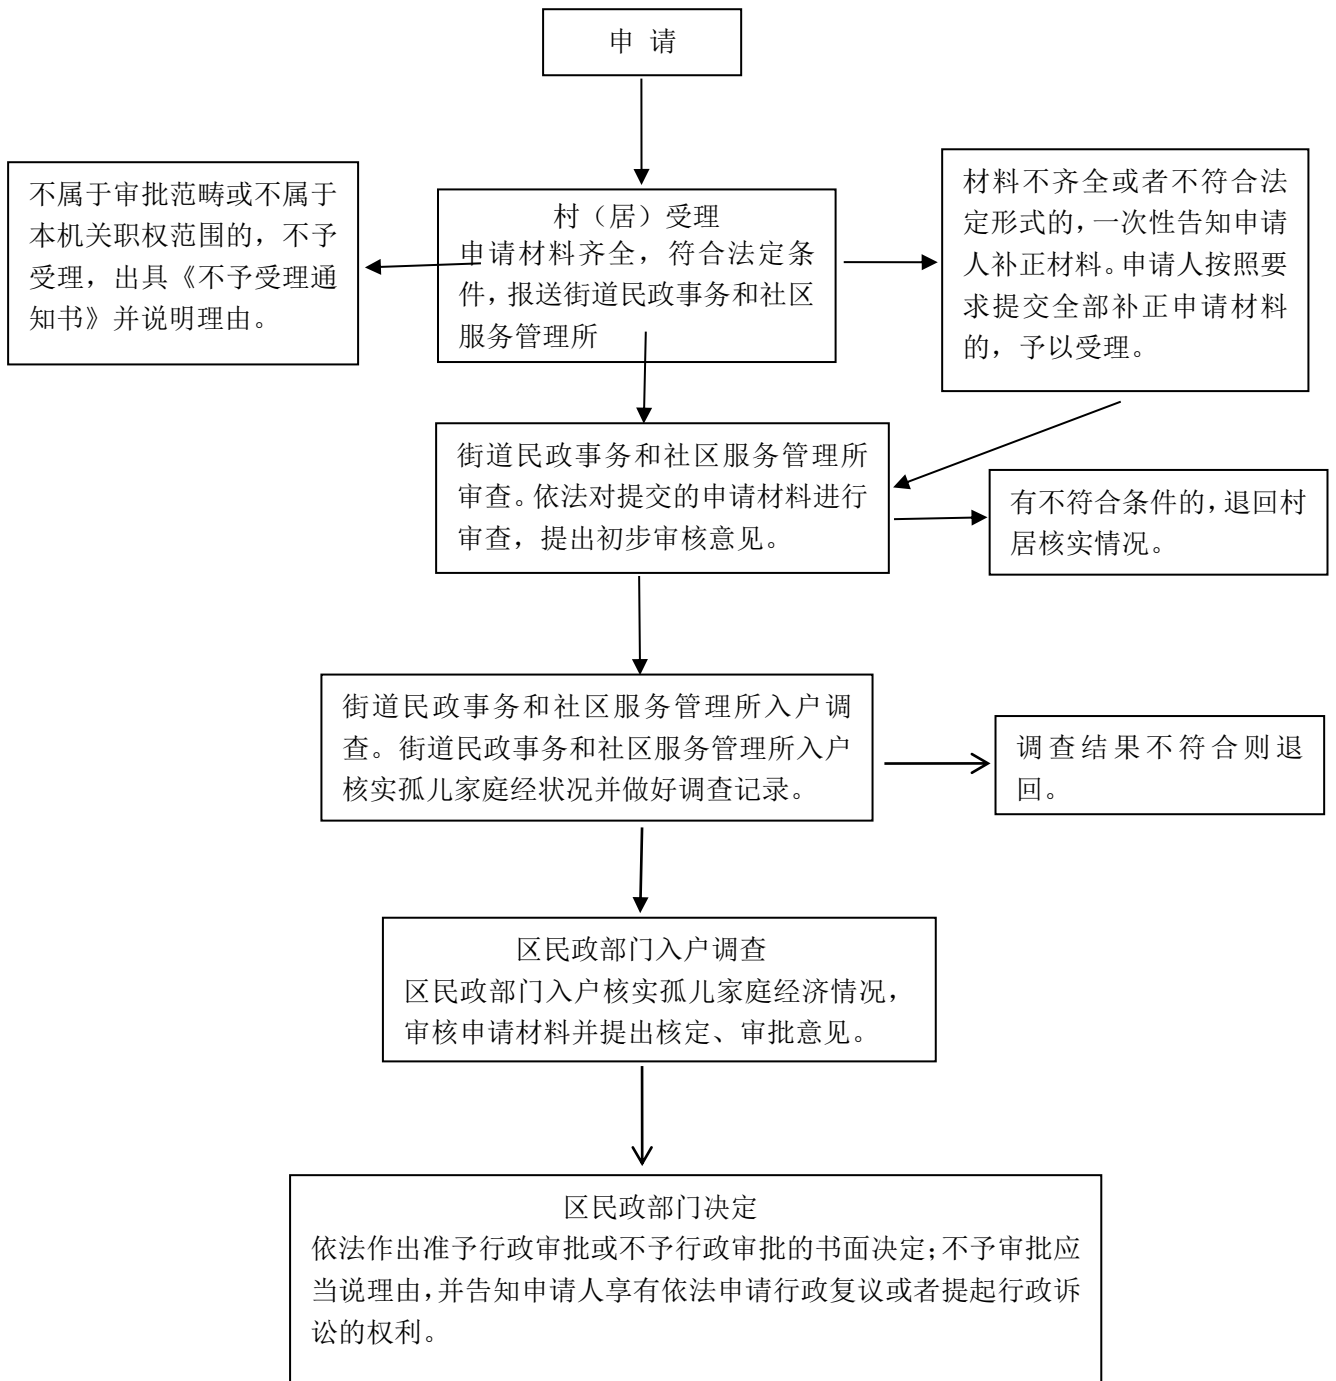 申 请
不属于审批范畴或不属于
本机关职权范围的，不予
受理，出具《不予受理通
知书》并说明理由。
村（居）受理
申请材料齐全，符合法定条
件，报送街道民政事务和社区
服务管理所
材料不齐全或者不符合法
定形式的，一次性告知申请
人补正材料。申请人按照要
求提交全部补正申请材料
的，予以受理。
街道民政事务和社区服务管理所
审查。依法对提交的申请材料进行
审查，提出初步审核意见。
有不符合条件的，退回村
居核实情况。
街道民政事务和社区服务管理所入户调
查。街道民政事务和社区服务管理所入户
核实孤儿家庭经状况并做好调查记录。
调查结果不符合则退
回。
区民政部门入户调查
区民政部门入户核实孤儿家庭经济情况，
审核申请材料并提出核定、审批意见。
区民政部门决定
依法作出准予行政审批或不予行政审批的书面决定；不予审批应
当说理由，并告知申请人享有依法申请行政复议或者提起行政诉
讼的权利。